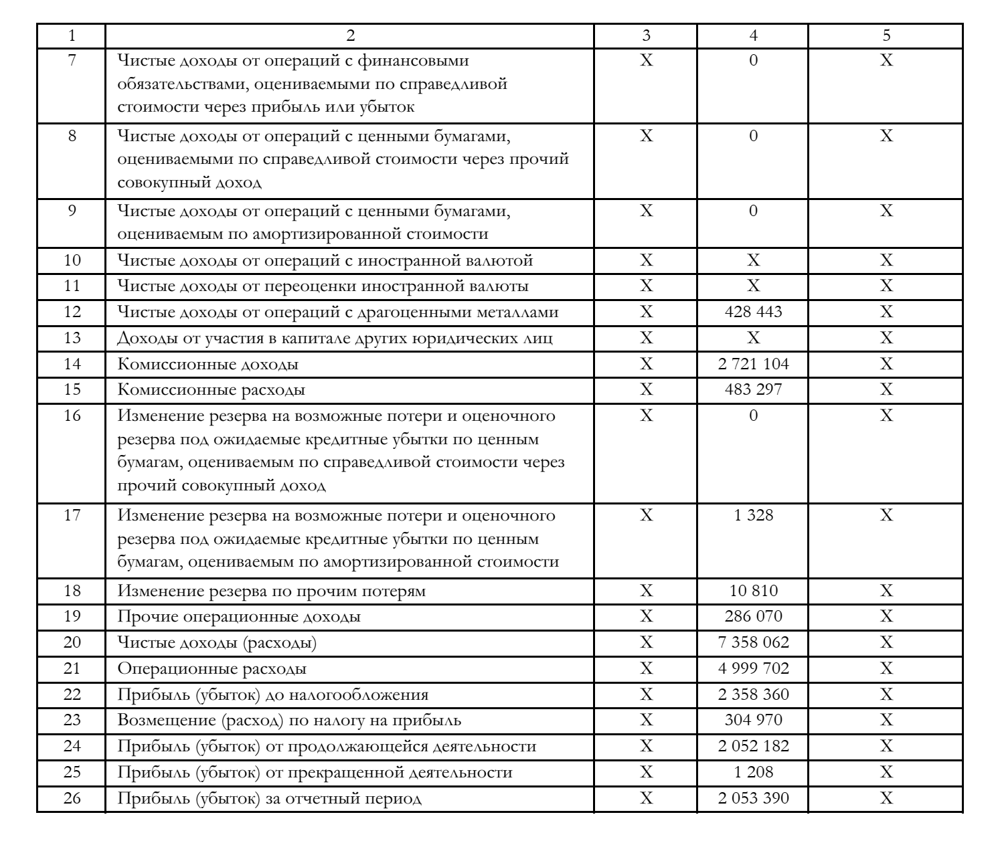 1 2 3 4 5
7 Чистые доходы от операций с финансовыми X 0 X
обязательствами, оцениваемыми по справедливой
стоимости через прибыль или убыток
8 Чистые доходы от операций с ценными бумагами, X 0 X
оцениваемыми по справедливой стоимости через прочий
совокупный доход
9 Чистые доходы от операций с ценными бумагами, X 0 X
оцениваемым по амортизированной стоимости
10 Чистые доходы от операций с иностранной валютой X X X
11 Чистые доходы от переоценки иностранной валюты X X X
12 Чистые доходы от операций с драгоценными металлами X 428 443 X
13 Доходы от участия в капитале других юридических лиц X X X
14 Комиссионные доходы X 2 721 104 X
15 Комиссионные расходы X 483 297 X
16 Изменение резерва на возможные потери и оценочного X 0 X
резерва под ожидаемые кредитные убытки по ценным
бумагам, оцениваемым по справедливой стоимости через
прочий совокупный доход
17 Изменение резерва на возможные потери и оценочного X 1 328 X
резерва под ожидаемые кредитные убытки по ценным
бумагам, оцениваемым по амортизированной стоимости
18 Изменение резерва по прочим потерям X 10 810 X
19 Прочие операционные доходы X 286 070 X
20 Чистые доходы (расходы) X 7 358 062 X
21 Операционные расходы X 4 999 702 X
22 Прибыль (убыток) до налогообложения X 2 358 360 X
23 Возмещение (расход) по налогу на прибыль X 304 970 X
24 Прибыль (убыток) от продолжающейся деятельности X 2 052 182 X
25 Прибыль (убыток) от прекращенной деятельности X 1 208 X
26 Прибыль (убыток) за отчетный период X 2 053 390 X